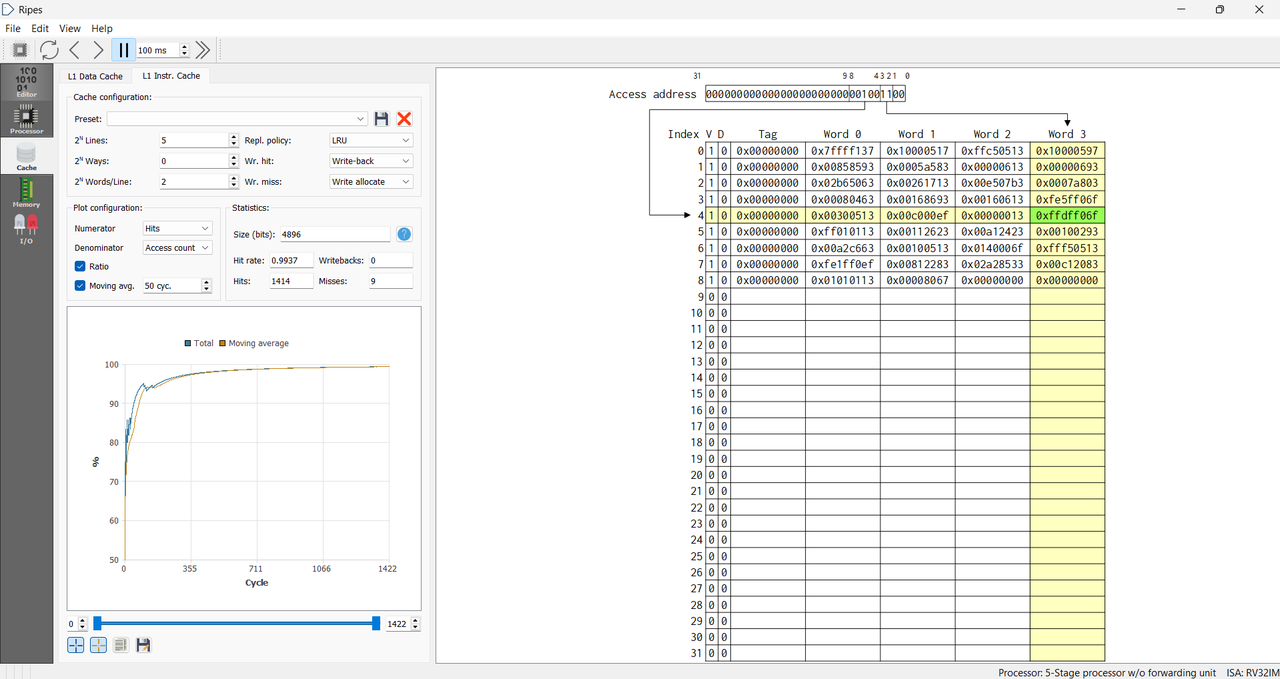 Ripes
File Edit View Help
100 ms
100
1010
01
Editor
Processor
Cache
Memory
I/O
L1 Data Cache L1 Instr. Cache
Cache configuration:
Preset:
2ᴺ Lines: 5 Repl. policy: LRU
2ᴺ Ways: 0 Wr. hit: Write-back
2ᴺ Words/Line: 2 Wr. miss: Write allocate
Plot configuration:
Numerator Hits
Denominator Access count
Ratio
Moving avg. 50 cyc.
Statistics:
Size (bits): 4896 ?
Hit rate: 0.9937 Writebacks: 0
Hits: 1414 Misses: 9
Total Moving average
100
90
80
70
60
50
%
0 355 711 1066 1422
Cycle
0 1422
31 9 8 4 3 2 1 0
Access address 00000000000000000000000001001100
Index V D Tag Word 0 Word 1 Word 2 Word 3
0 1 0 0x00000000 0x7ffff137 0x10000517 0xffc50513 0x10000597
1 1 0 0x00000000 0x00858593 0x0005a583 0x00000613 0x00000693
2 1 0 0x00000000 0x02b65063 0x00261713 0x00e507b3 0x0007a803
3 1 0 0x00000000 0x00080463 0x00168693 0x00160613 0xfe5ff06f
4 1 0 0x00000000 0x00300513 0x00c000ef 0x00000013 0xffdff06f
5 1 0 0x00000000 0xff010113 0x00112623 0x00a12423 0x00100293
6 1 0 0x00000000 0x00a2c663 0x00100513 0x0140006f 0xfff50513
7 1 0 0x00000000 0xfe1ff0ef 0x00812283 0x02a28533 0x00c12083
8 1 0 0x00000000 0x01010113 0x00008067 0x00000000 0x00000000
9 0 0
10 0 0
11 0 0
12 0 0
13 0 0
14 0 0
15 0 0
16 0 0
17 0 0
18 0 0
19 0 0
20 0 0
21 0 0
22 0 0
23 0 0
24 0 0
25 0 0
26 0 0
27 0 0
28 0 0
29 0 0
30 0 0
31 0 0
Processor: 5-Stage processor w/o forwarding unit ISA: RV32IM